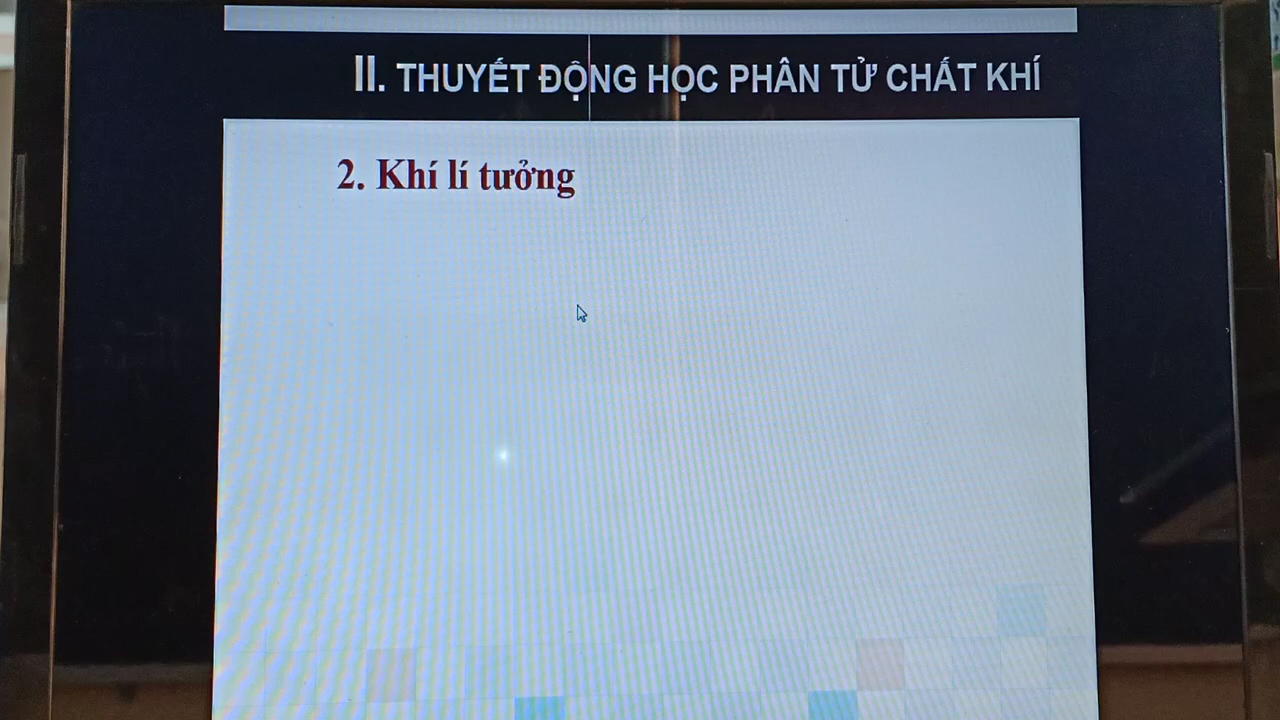 II. THUYẾT ĐỘNG HỌC PHÂN TỬ CHẤT KHÍ
2. Khí lí tưởng